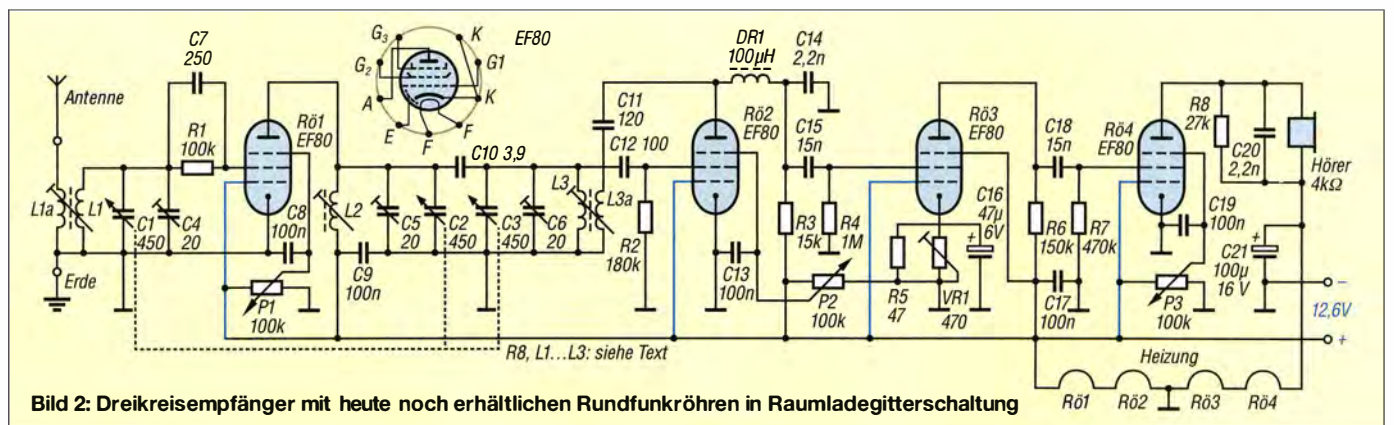 C7
250
G3
K
EF80
G2
G1
A
K
E
F
F
DR1
100µH
C14
2,2n
Antenne
R1
100k
Rö1
EF80
C11
120
Rö2
EF80
Rö3
EF80
Rö4
EF80
R8
27k
C20
2,2n
Hörer
4kΩ
C10 3,9
C12 100
C15
15n
C18
15n
L1a
L1
C1
450
C4
20
C8
100n
L2
C5
20
C2
450
C3
450
C6
20
L3
L3a
R2
180k
C13
100n
R3
15k
R4
1M
C16
47µ
6V
+
R6
150k
R7
470k
C19
100n
C21
100µ
16 V
+
Erde
P1
100k
C9
100n
P2
100k
R5
47
VR1
470
C17
100n
P3
100k
–
12,6V
+
R8, L1...L3: siehe Text
Heizung
Rö1
Rö2
Rö3
Rö4
Bild 2: Dreikreisempfänger mit heute noch erhältlichen Rundfunkröhren in Raumladegitterschaltung